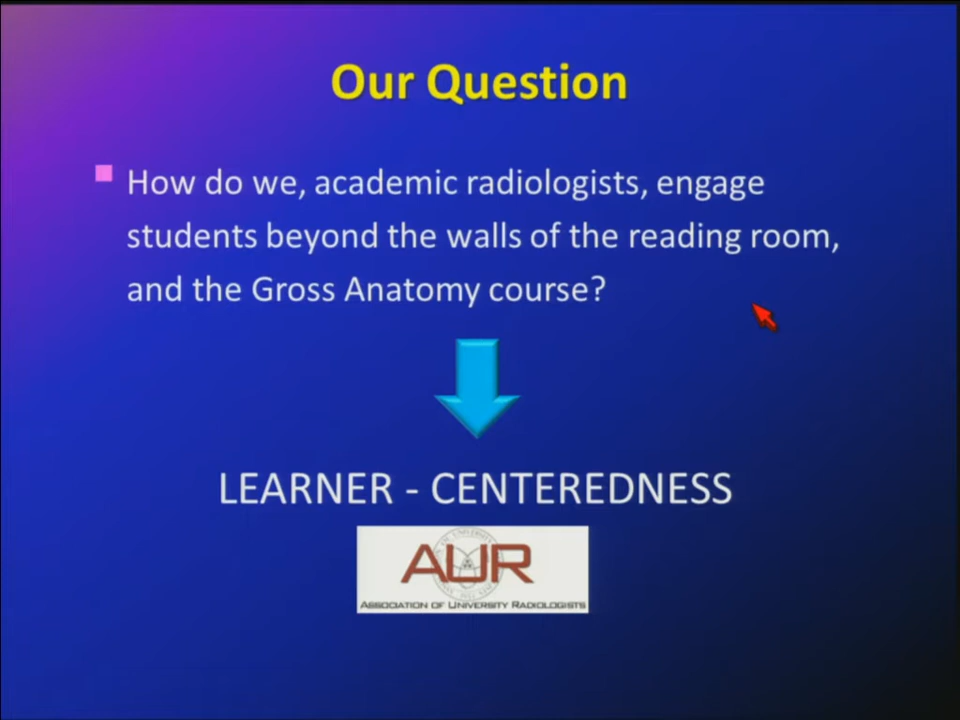 Our Question
How do we, academic radiologists, engage
students beyond the walls of the reading room,
and the Gross Anatomy course?
LEARNER - CENTEREDNESS
AUR
ASSOCIATION OF UNIVERSITY RADIOLOGISTS